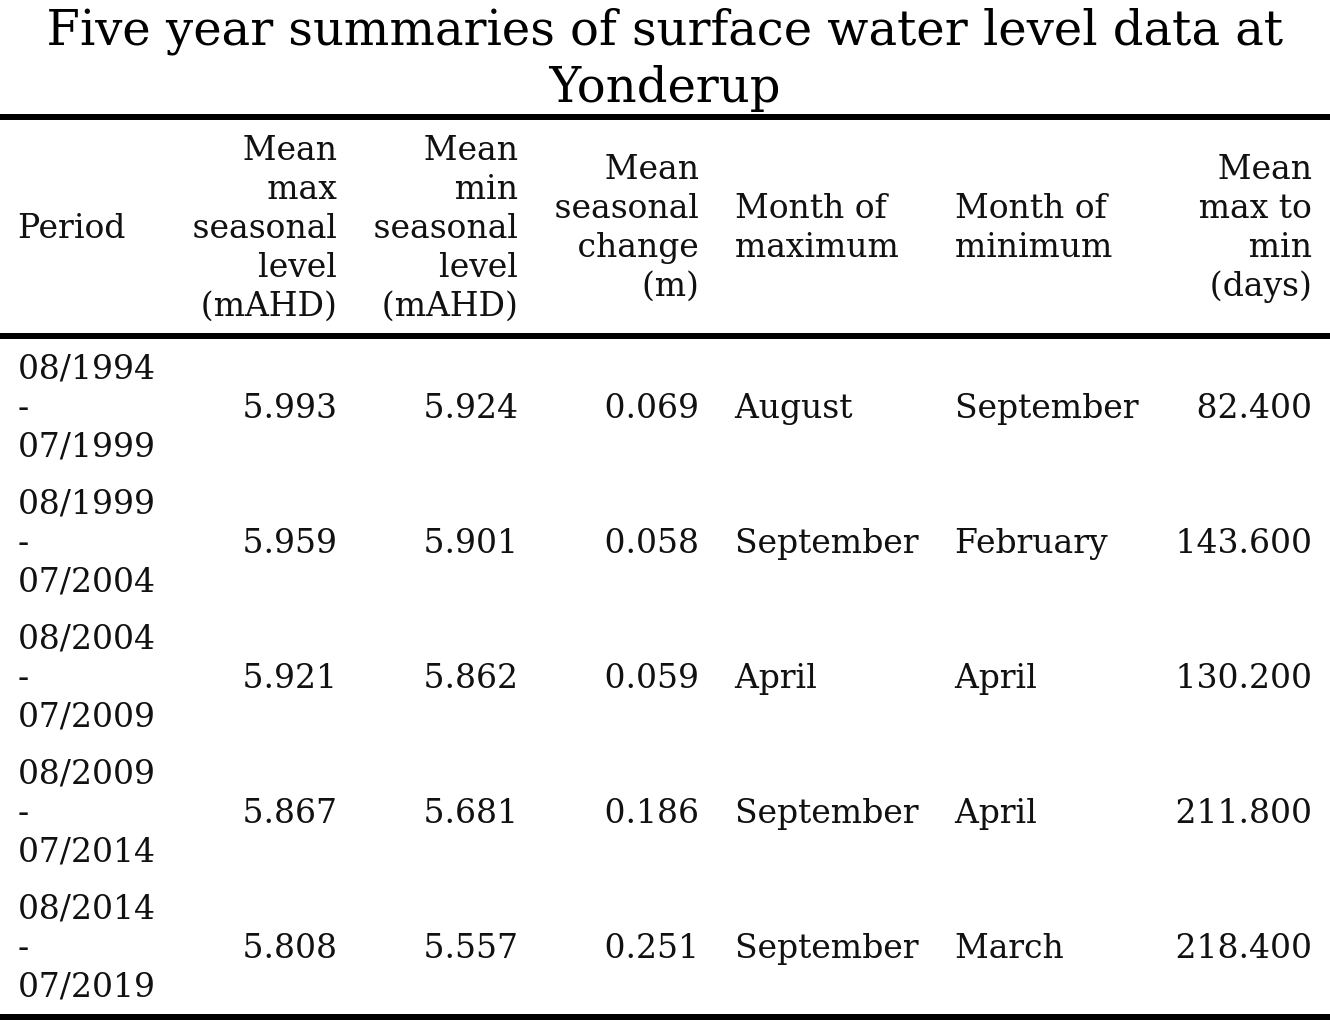 Five year summaries of surface water level data at
Yonderup
Period
Mean
max
seasonal
level
(mAHD)
Mean
min
seasonal
level
(mAHD)
Mean
seasonal
change
(m)
Month of
maximum
Month of
minimum
Mean
max to
min
(days)
08/1994
-
07/1999
5.993
5.924
0.069
August
September
82.400
08/1999
-
07/2004
5.959
5.901
0.058
September
February
143.600
08/2004
-
07/2009
5.921
5.862
0.059
April
April
130.200
08/2009
-
07/2014
5.867
5.681
0.186
September
April
211.800
08/2014
-
07/2019
5.808
5.557
0.251
September
March
218.400